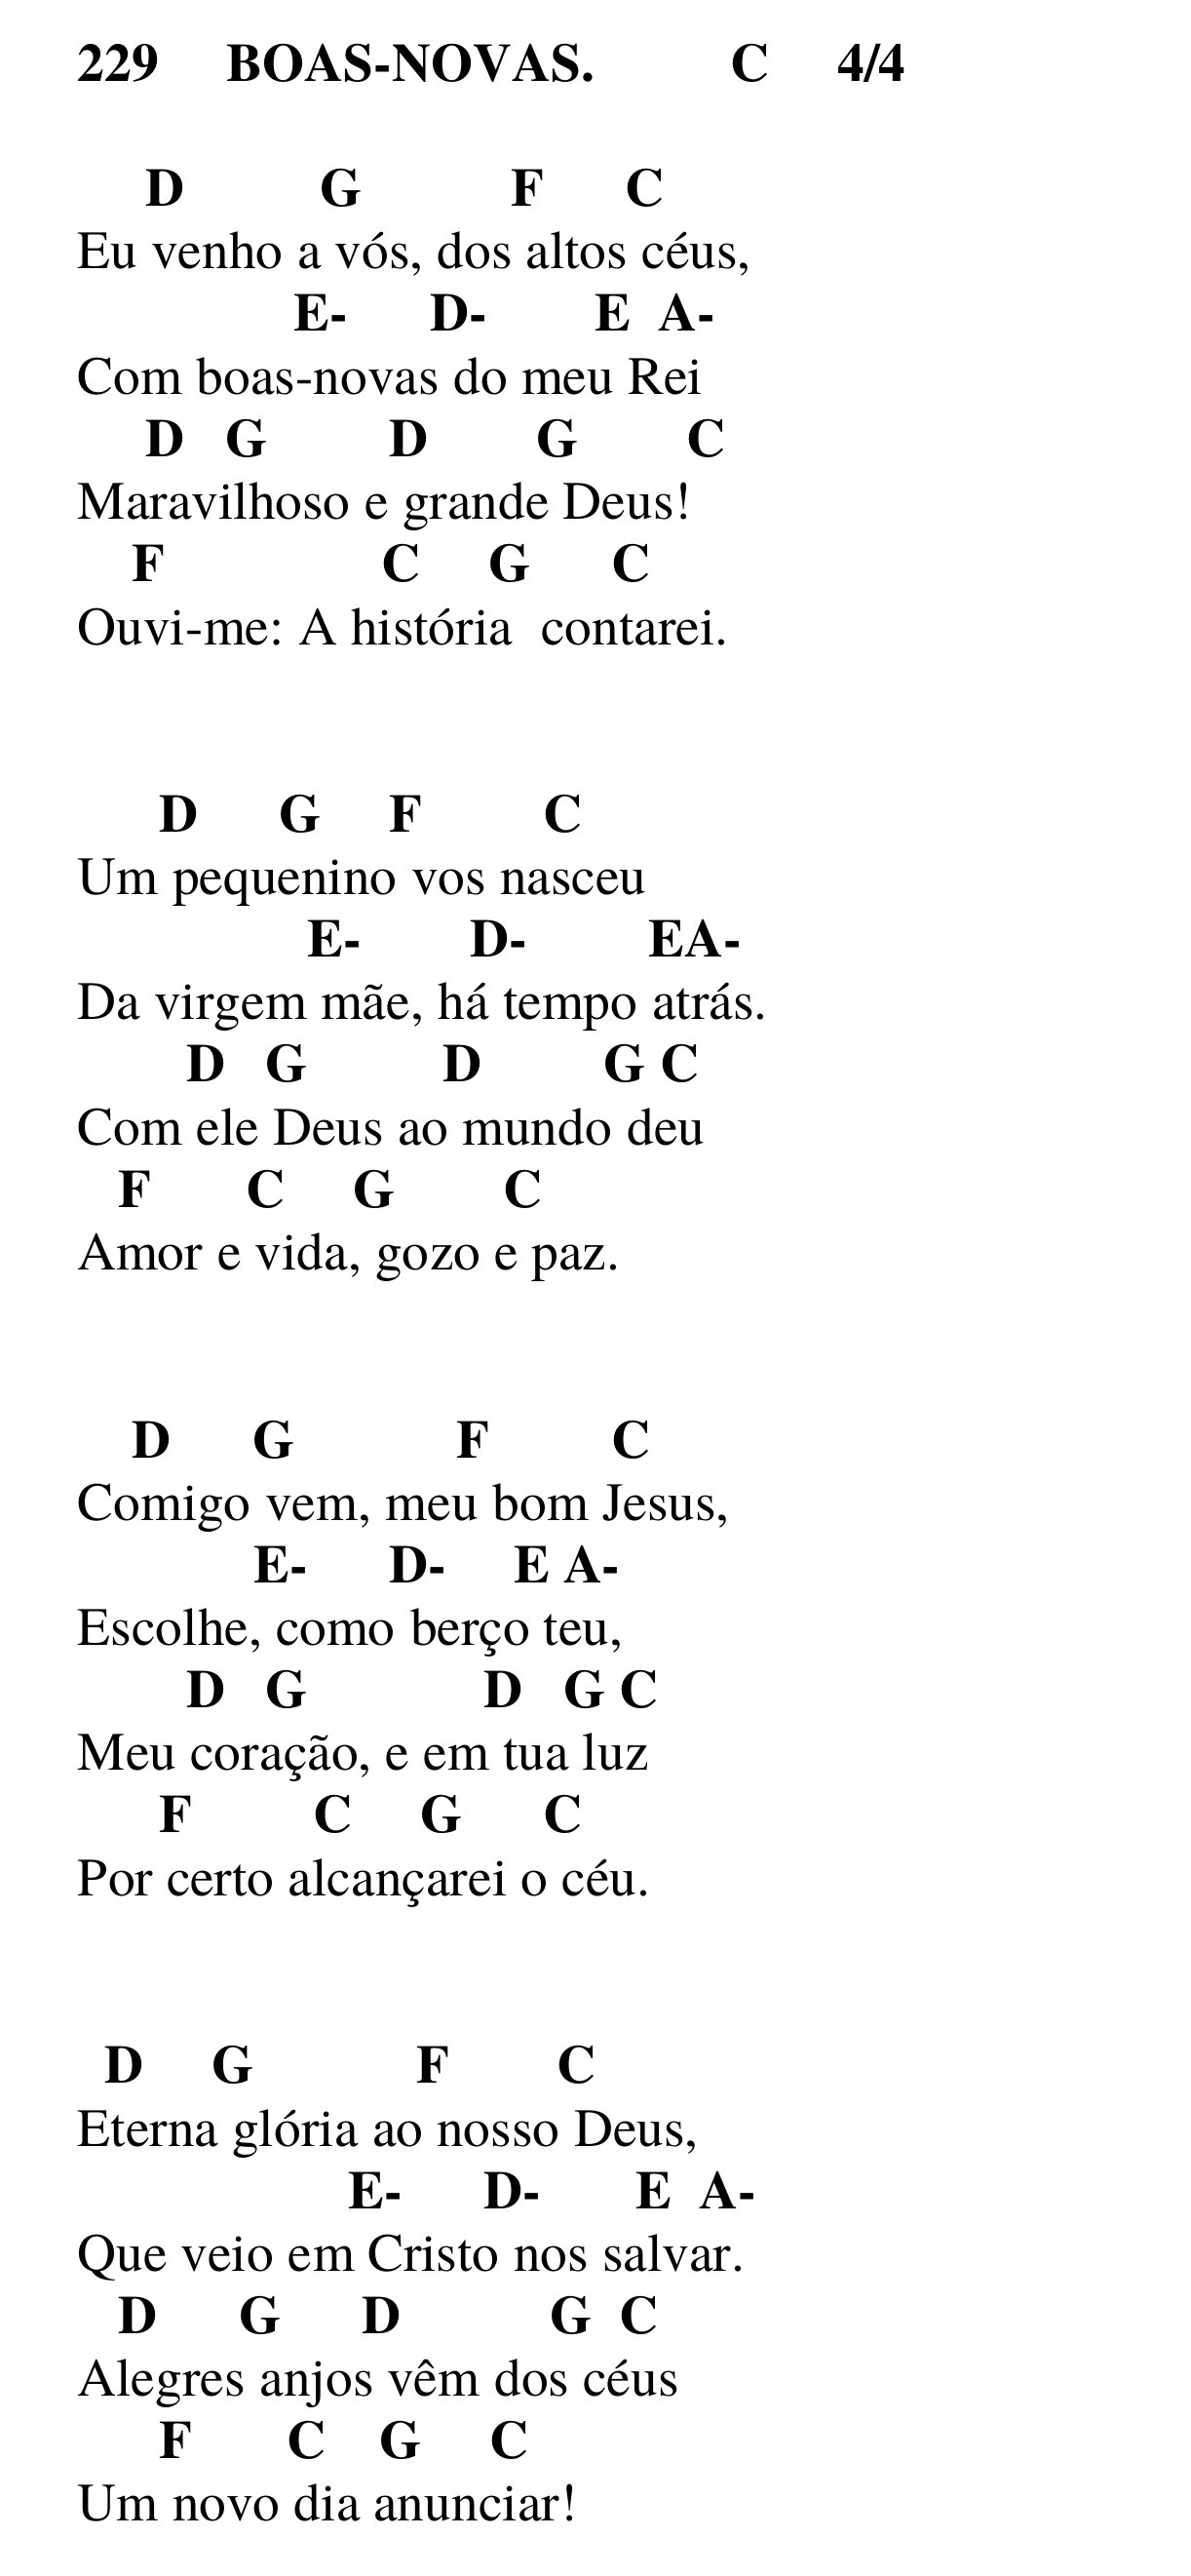 229     BOAS-NOVAS.          C     4/4
     D          G           F      C
Eu venho a vós, dos altos céus,
                E-      D-        E  A-
Com boas-novas do meu Rei
     D   G         D        G        C
Maravilhoso e grande Deus!
    F                C     G      C
Ouvi-me: A história  contarei.
      D      G     F         C
Um pequenino vos nasceu
                 E-        D-         EA-
Da virgem mãe, há tempo atrás.
        D   G          D         G C
Com ele Deus ao mundo deu
   F       C     G        C
Amor e vida, gozo e paz.
    D      G            F         C
Comigo vem, meu bom Jesus,
             E-      D-     E A-
Escolhe, como berço teu,
        D   G             D   G C
Meu coração, e em tua luz
      F         C     G      C
Por certo alcançarei o céu.
  D     G            F        C
Eterna glória ao nosso Deus,
                    E-      D-       E  A-
Que veio em Cristo nos salvar.
   D      G      D           G  C
Alegres anjos vêm dos céus
      F       C    G     C
Um novo dia anunciar!